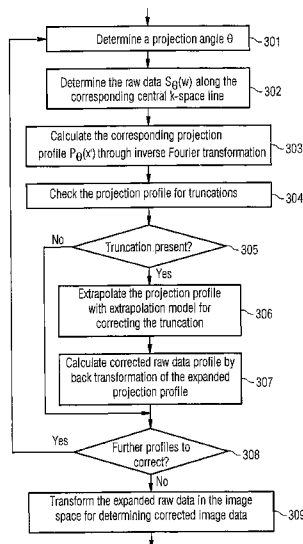 Determine a projection angle θ
301
Determine the raw data Sθ(w) along the
corresponding central k-space line
302
Calculate the corresponding projection
profile Pθ(x') through inverse Fourier transformation
303
Check the projection profile for truncations
304
No
Truncation present?
305
Yes
Extrapolate the projection profile
with extrapolation model for
correcting the truncation
306
Calculate corrected raw data profile by
back transformation of the expanded
projection profile
307
Yes
Further profiles to
correct?
308
No
Transform the expanded raw data in the image
space for determining corrected image data
309